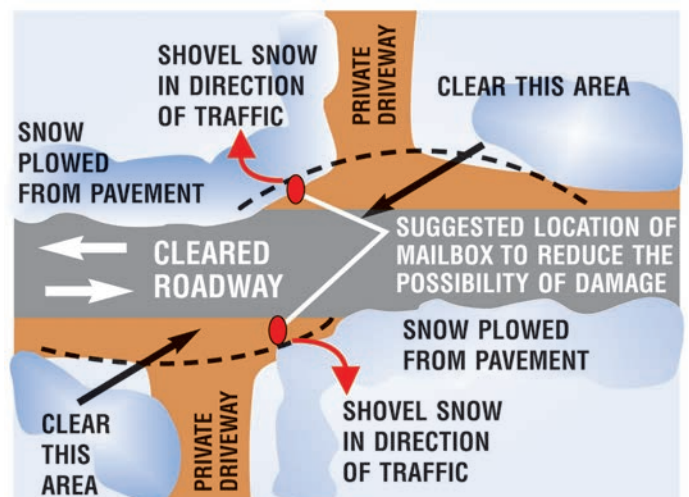 SHOVEL SNOW
IN DIRECTION
OF TRAFFIC
PRIVATE
DRIVEWAY
CLEAR THIS AREA
SNOW
PLOWED
FROM PAVEMENT
CLEARED
ROADWAY
SUGGESTED LOCATION OF
MAILBOX TO REDUCE THE
POSSIBILITY OF DAMAGE
SNOW PLOWED
FROM PAVEMENT
CLEAR
THIS
AREA
PRIVATE
DRIVEWAY
SHOVEL SNOW
IN DIRECTION
OF TRAFFIC